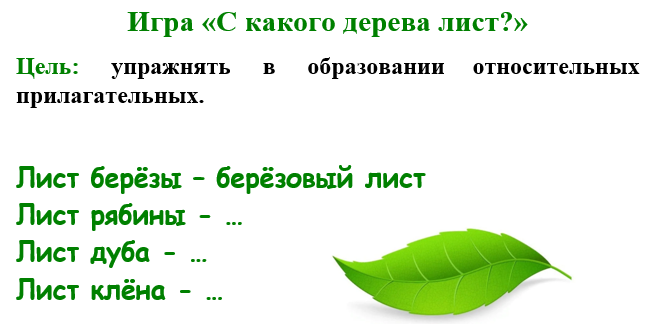 Игра «С какого дерева лист?»
Цель: упражнять в образовании относительных
прилагательных.
Лист берёзы – берёзовый лист
Лист рябины - …
Лист дуба - …
Лист клёна - …